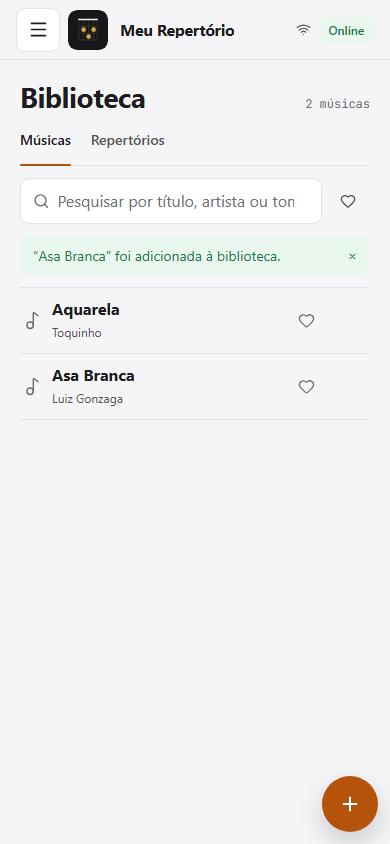 Meu Repertório
Online
Biblioteca
2 músicas
Músicas
Repertórios
Pesquisar por título, artista ou ton
“Asa Branca” foi adicionada à biblioteca.
×
Aquarela
Toquinho
Asa Branca
Luiz Gonzaga
+